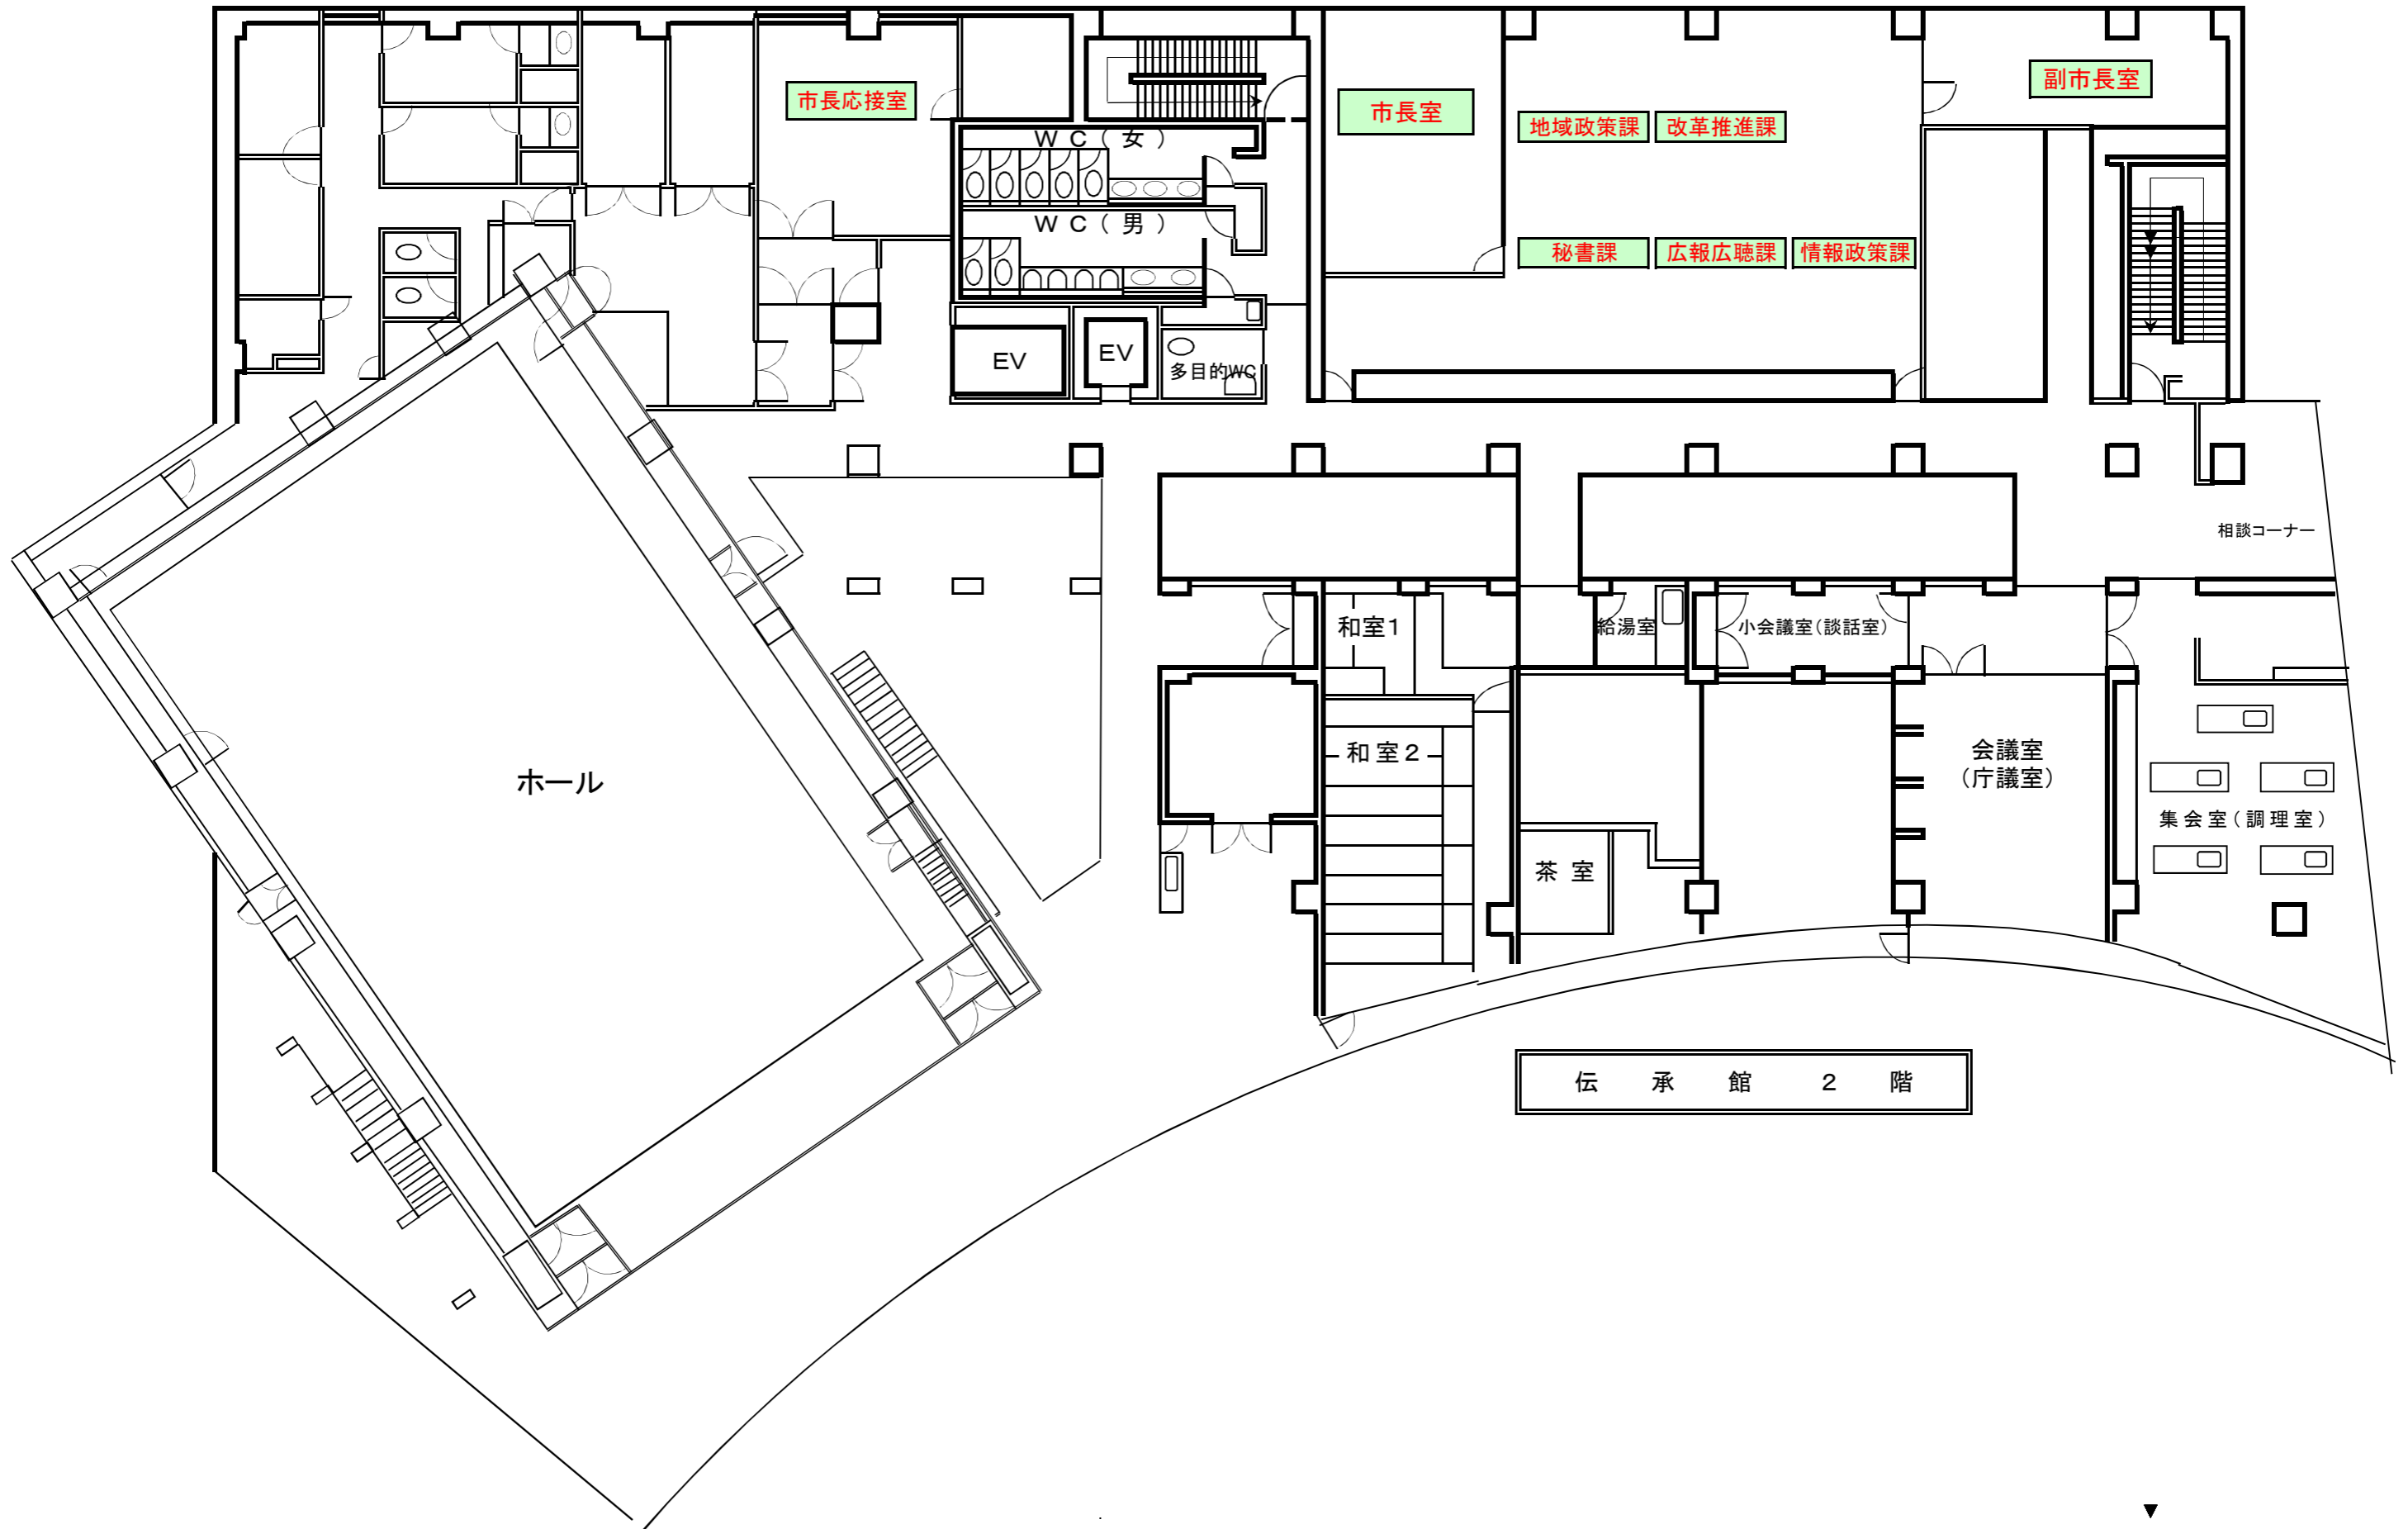 市長応接室
市長室
副市長室
地域政策課
改革推進課
ＷＣ（女）
ＷＣ（男）
秘書課
広報広聴課
情報政策課
ＥＶ
ＥＶ
多目的WC
相談コーナー
和室１
給湯室
小会議室（談話室）
和室２
会議室
（庁議室）
ホール
集会室（調理室）
茶室
伝承館２階